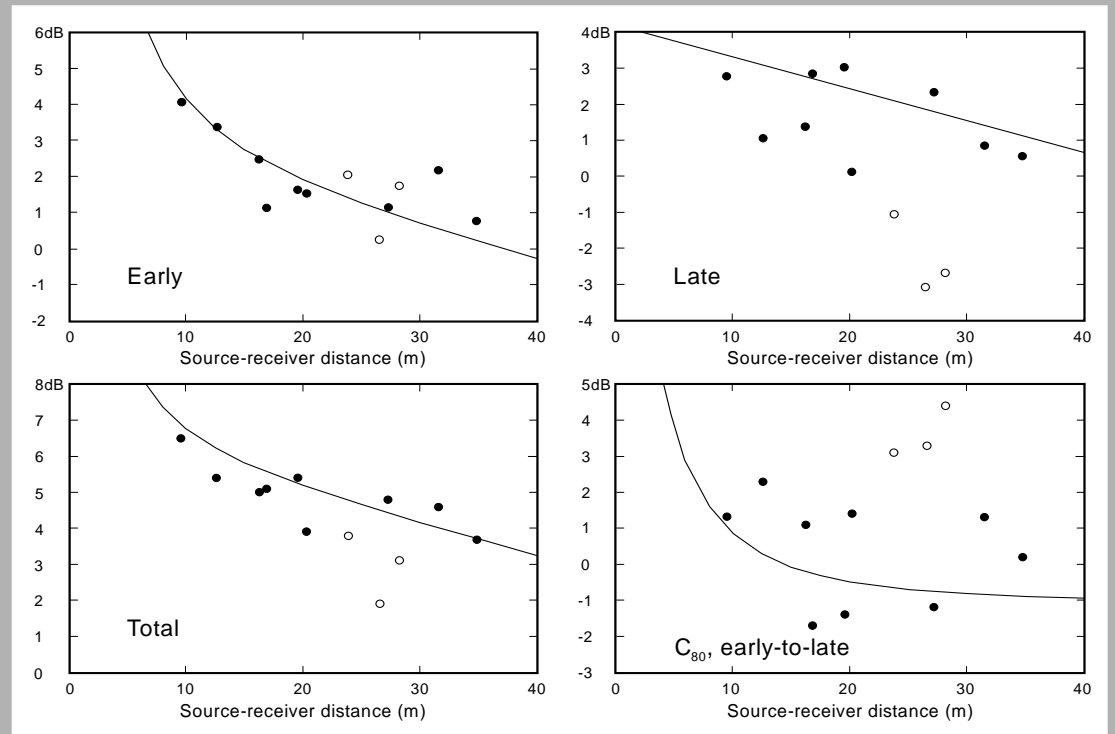 6dB
5
4
3
2
1
0
-1
-2
0 10 20 30 40
Source-receiver distance (m)
Early
4dB
3
2
1
0
-1
-2
-3
-4
0 10 20 30 40
Source-receiver distance (m)
Late
8dB
7
6
5
4
3
2
1
0
0 10 20 30 40
Source-receiver distance (m)
Total
5dB
4
3
2
1
0
-1
-2
-3
0 10 20 30 40
Source-receiver distance (m)
C80, early-to-late